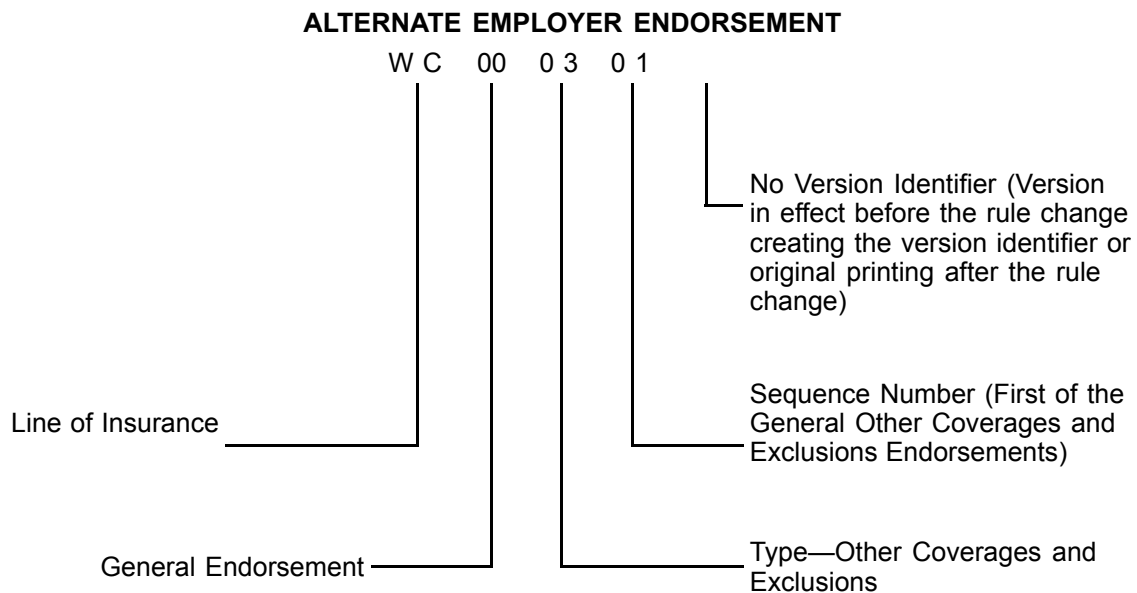 ALTERNATE EMPLOYER ENDORSEMENT
W C 00 0 3 0 1
No Version Identifier (Version
in effect before the rule change
creating the version identifier or
original printing after the rule
change)
Line of Insurance
Sequence Number (First of the
General Other Coverages and
Exclusions Endorsements)
General Endorsement
Type—Other Coverages and
Exclusions